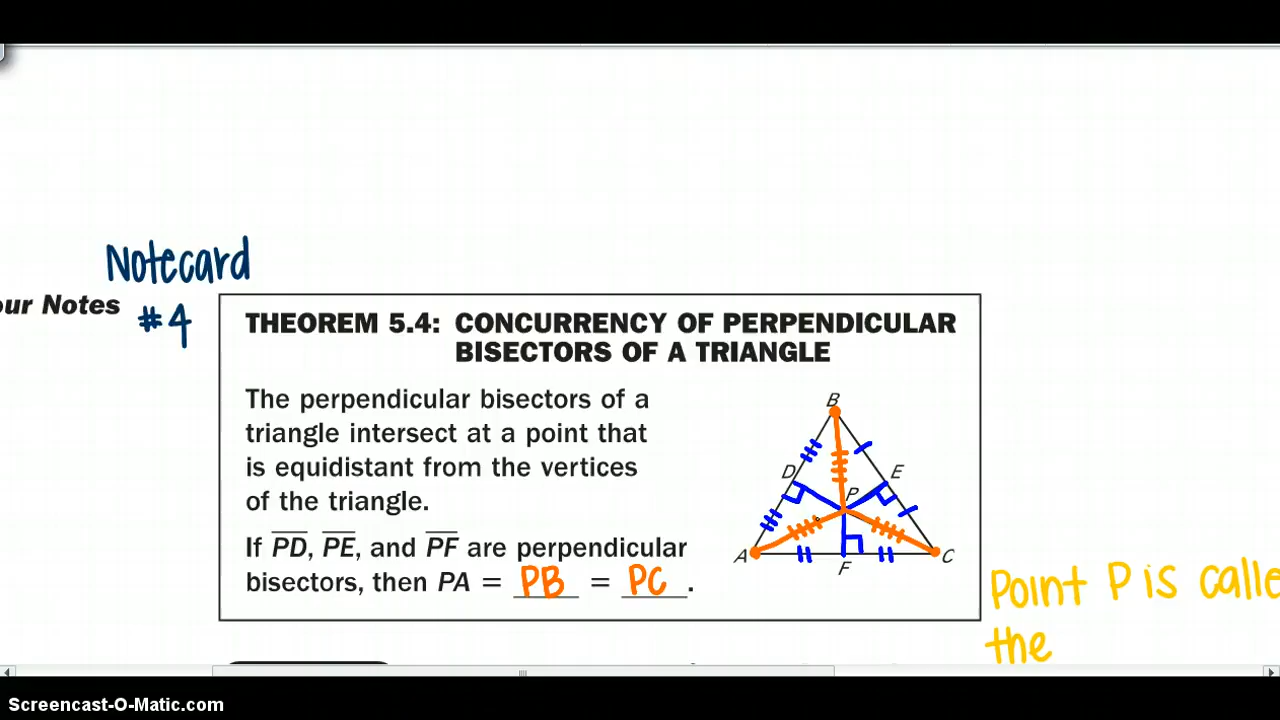 Notecard
#4
our Notes
THEOREM 5.4: CONCURRENCY OF PERPENDICULAR
BISECTORS OF A TRIANGLE
The perpendicular bisectors of a
triangle intersect at a point that
is equidistant from the vertices
of the triangle.
If PD, PE, and PF are perpendicular
bisectors, then PA = PB = PC.
B
D
E
P
A
F
C
Point P is calle
the
Screencast-O-Matic.com